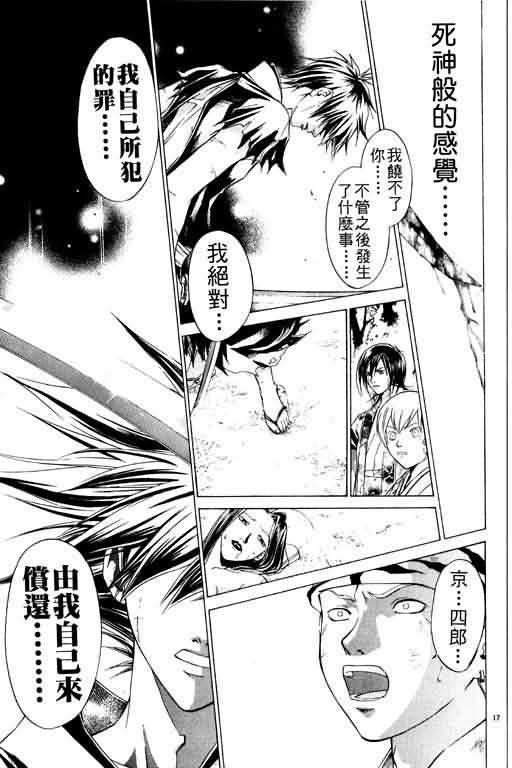 死神般的感覺……
我饒不了
你……
不管之後發生
了什麼事……
我絕對…
京…四郎…
我自己所犯
的罪……
由我自己來
償還………
17